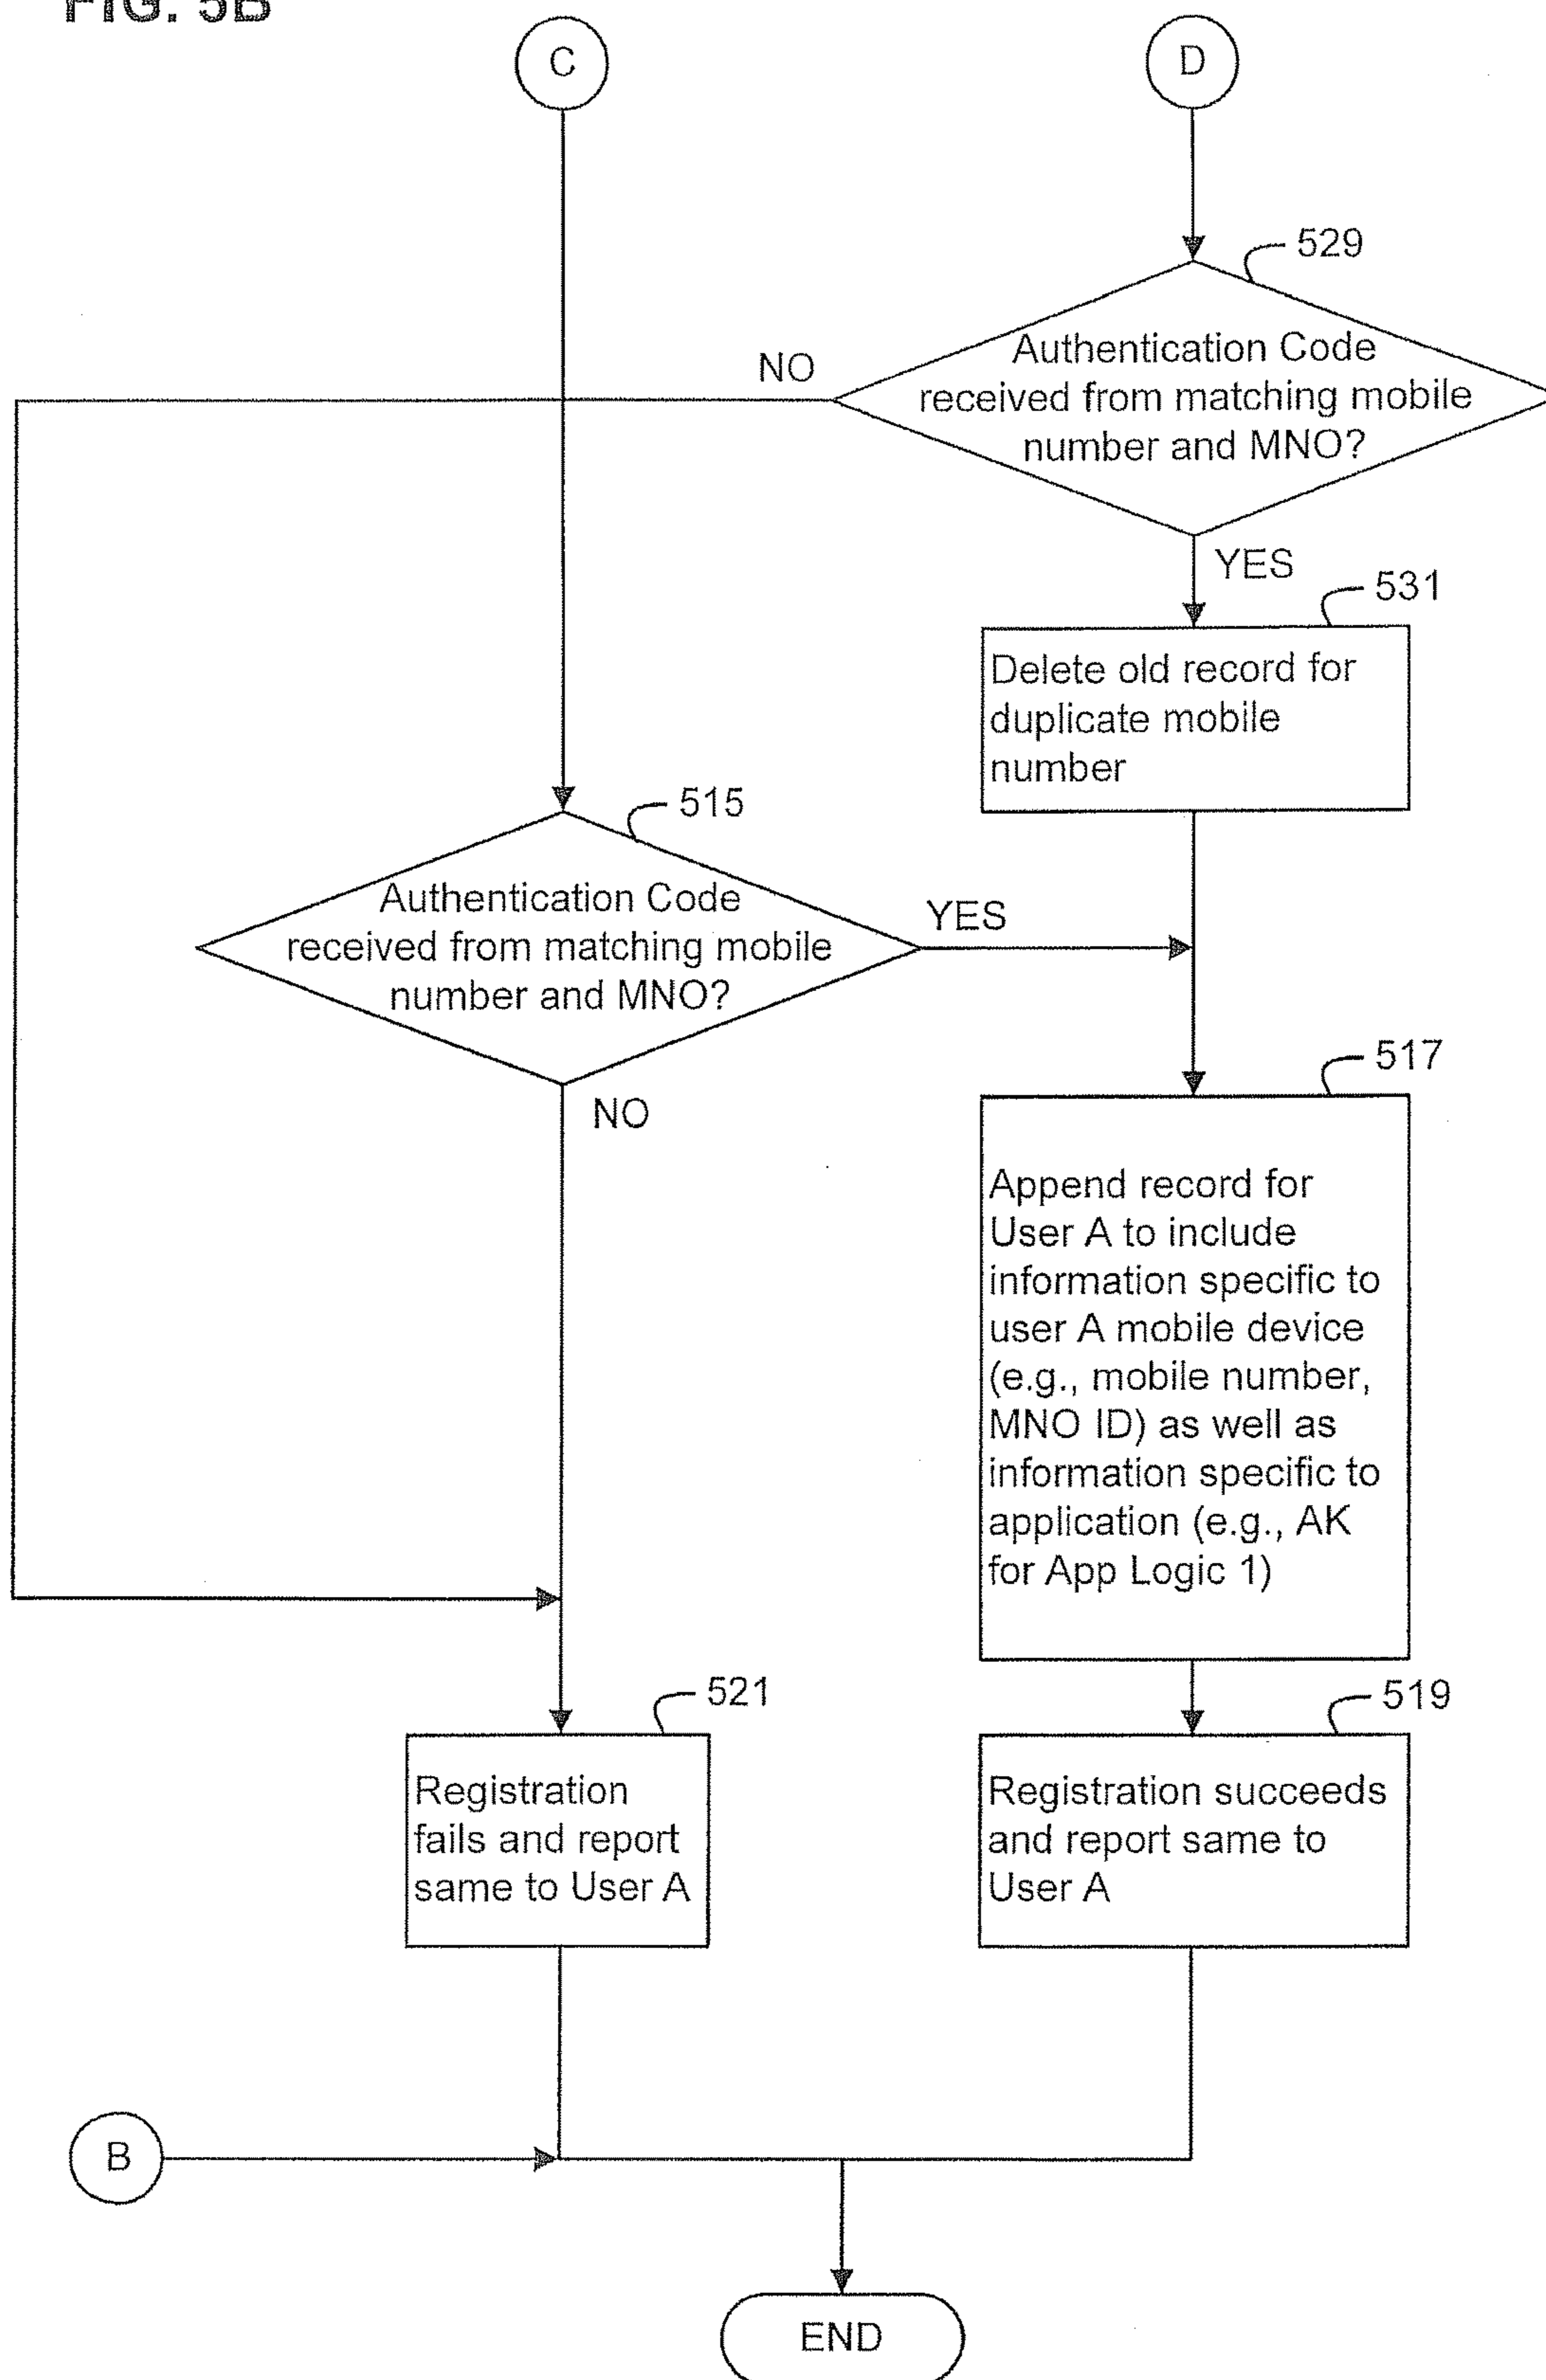 FIG. 5B
C
D
529
Authentication Code
received from matching mobile
number and MNO?
NO
YES
531
Delete old record for
duplicate mobile
number
515
Authentication Code
received from matching mobile
number and MNO?
YES
NO
517
Append record for
User A to include
information specific to
user A mobile device
(e.g., mobile number,
MNO ID) as well as
information specific to
application (e.g., AK
for App Logic 1)
521
Registration
fails and report
same to User A
519
Registration succeeds
and report same to
User A
B
END